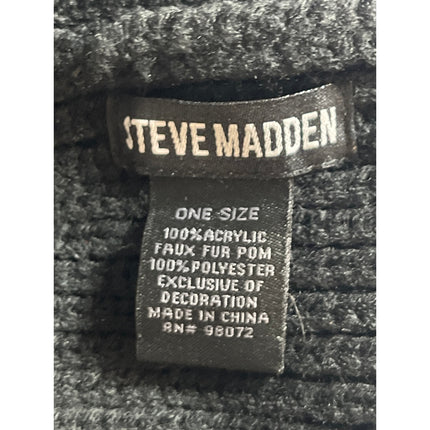 STEVE MADDEN
ONE SIZE
100% ACRYLIC
FAUX FUR POM
100% POLYESTER
EXCLUSIVE OF
DECORATION
MADE IN CHINA
RN# 98072